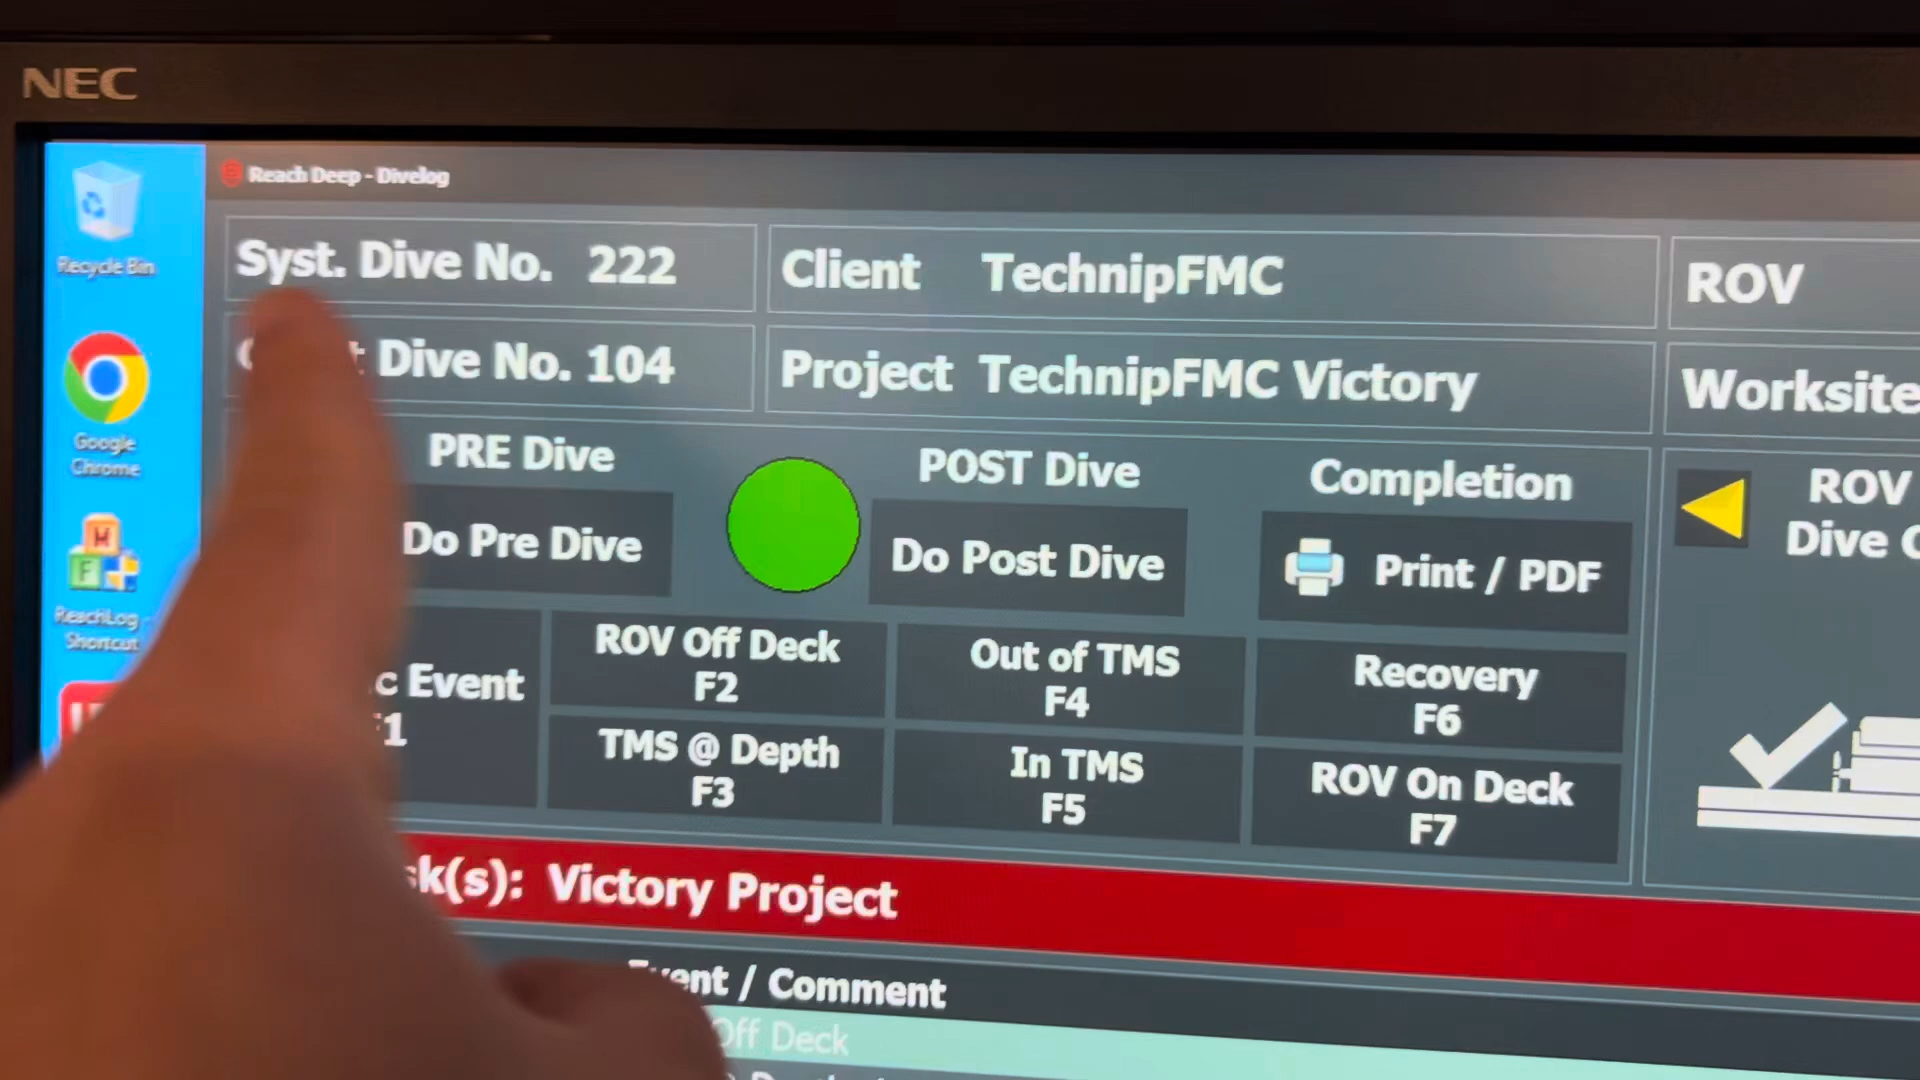 NEC
Reach Deep - Divelog
Recycle Bin
Syst. Dive No. 222
Client TechnipFMC
ROV
Dive No. 104
Project TechnipFMC Victory
Worksite
Google
Chrome
PRE Dive
POST Dive
Completion
ROV
Dive
Do Pre Dive
Do Post Dive
Print / PDF
ReachLog -
Shortcut
Event
ROV Off Deck
F2
Out of TMS
F4
Recovery
F6
TMS @ Depth
F3
In TMS
F5
ROV On Deck
F7
Victory Project
/ Comment
Off Deck